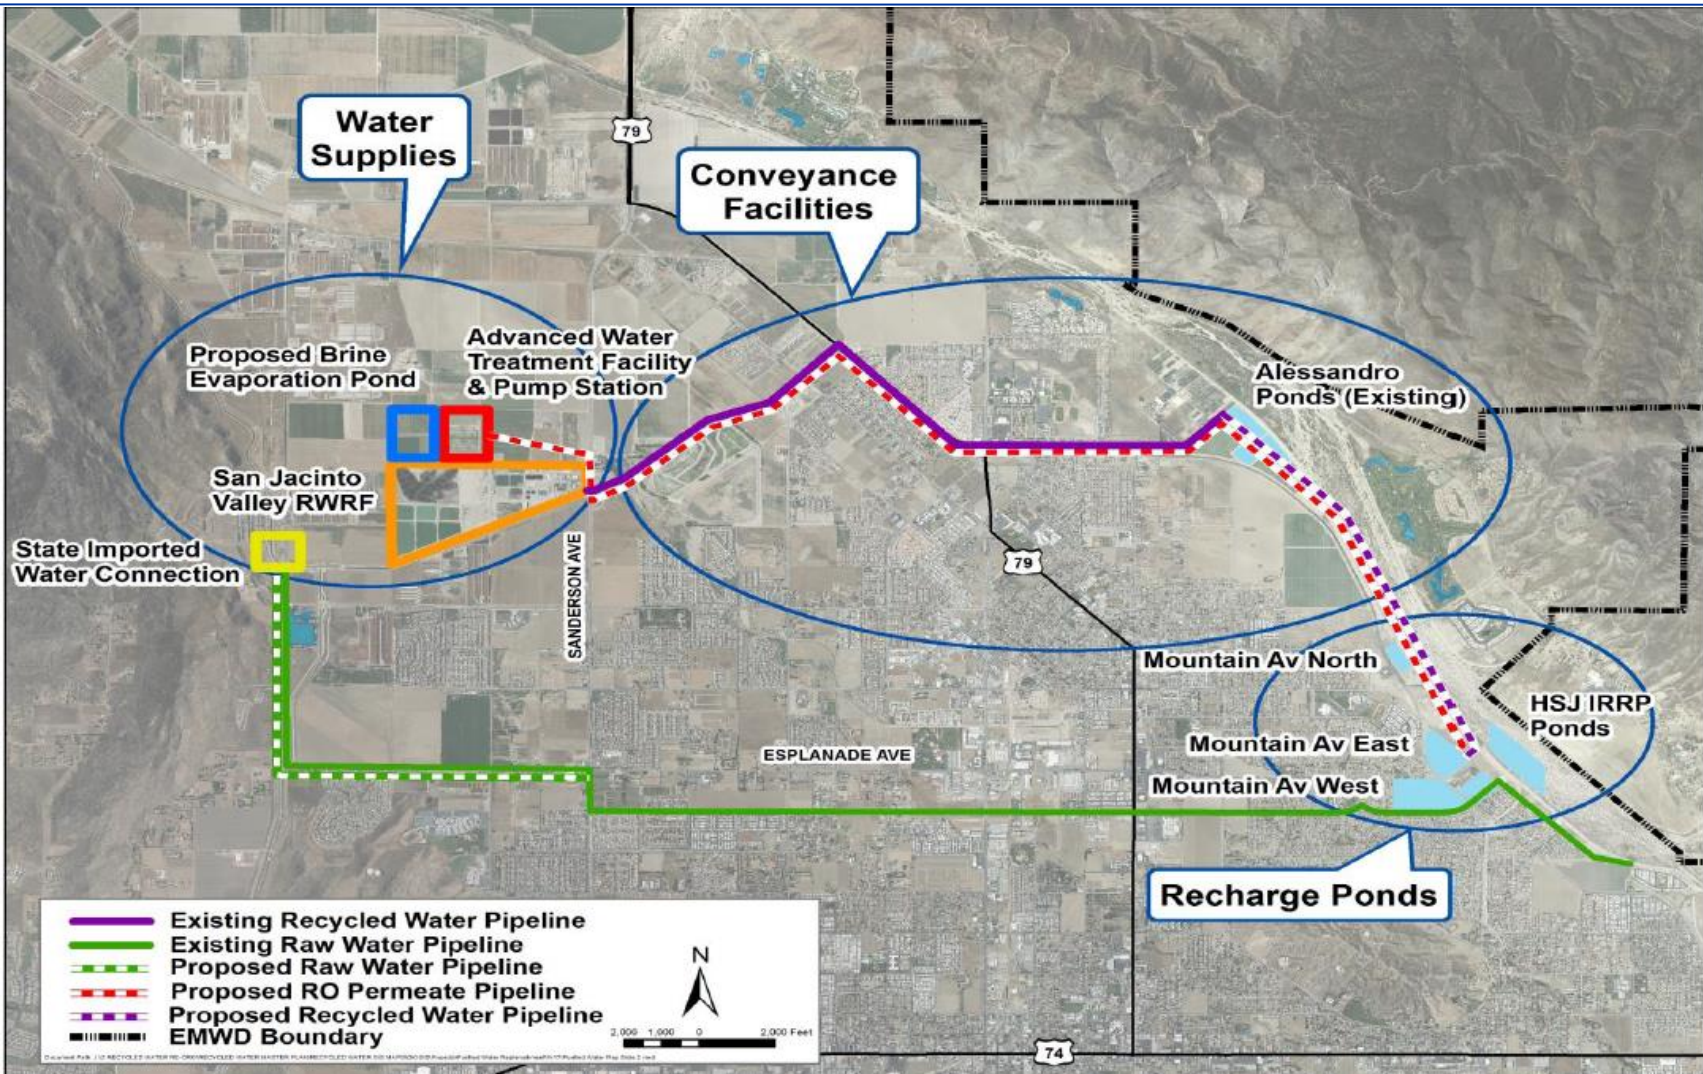 Water
Supplies
79
Conveyance
Facilities
Proposed Brine
Evaporation Pond
Advanced Water
Treatment Facility
& Pump Station
Alessandro
Ponds (Existing)
San Jacinto
Valley RWRF
State Imported
Water Connection
SANDERSON AVE
79
Mountain Av North
HSJ IRRP
Ponds
Mountain Av East
ESPLANADE AVE
Mountain Av West
Recharge Ponds
Existing Recycled Water Pipeline
Existing Raw Water Pipeline
Proposed Raw Water Pipeline
Proposed RO Permeate Pipeline
Proposed Recycled Water Pipeline
EMWD Boundary
N
2,000 1,000 0 2,000 Feet
74